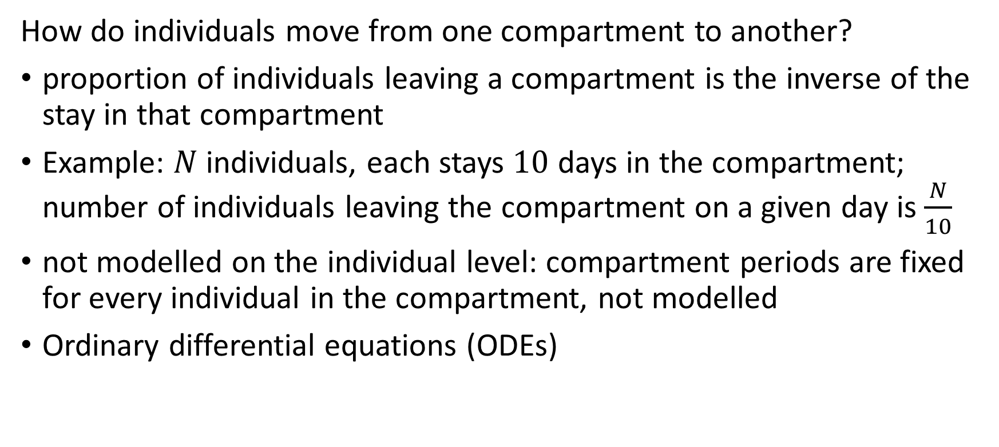 How do individuals move from one compartment to another?
• proportion of individuals leaving a compartment is the inverse of the
stay in that compartment
• Example: N individuals, each stays 10 days in the compartment;
number of individuals leaving the compartment on a given day is N/10
• not modelled on the individual level: compartment periods are fixed
for every individual in the compartment, not modelled
• Ordinary differential equations (ODEs)